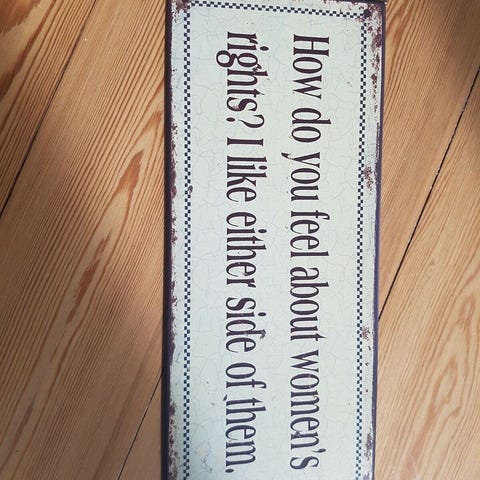 How do you feel about women's
rights? I like either side of them.